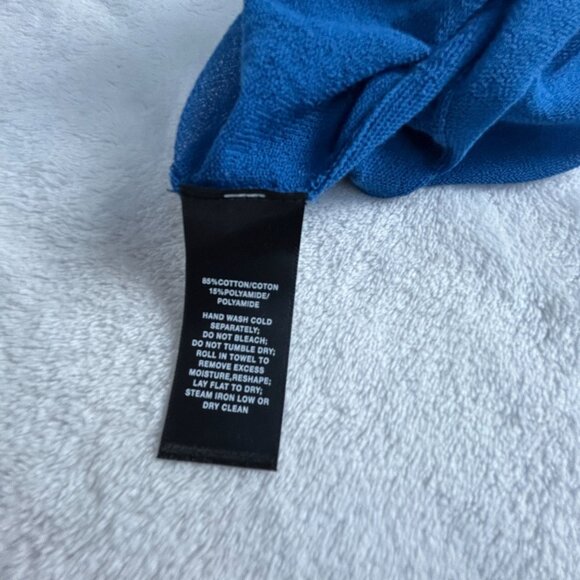 85%COTTON/COTON
15%POLYAMIDE/
POLYAMIDE
HAND WASH COLD
SEPARATELY;
DO NOT BLEACH;
DO NOT TUMBLE DRY;
ROLL IN TOWEL TO
REMOVE EXCESS
MOISTURE,RESHAPE;
LAY FLAT TO DRY;
STEAM IRON LOW OR
DRY CLEAN